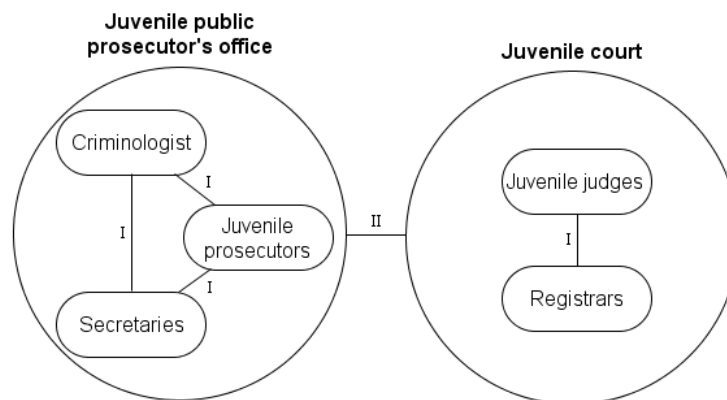 Juvenile public
prosecutor's office
Juvenile court
Criminologist
I
I
Juvenile
prosecutors
I
Secretaries
II
Juvenile judges
I
Registrars